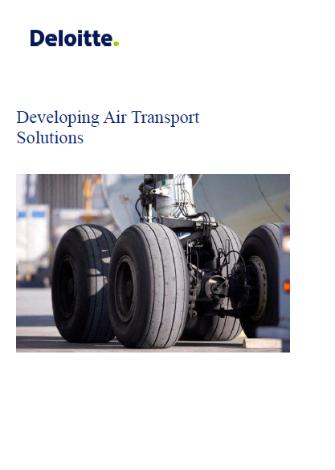 Deloitte.
Developing Air Transport
Solutions